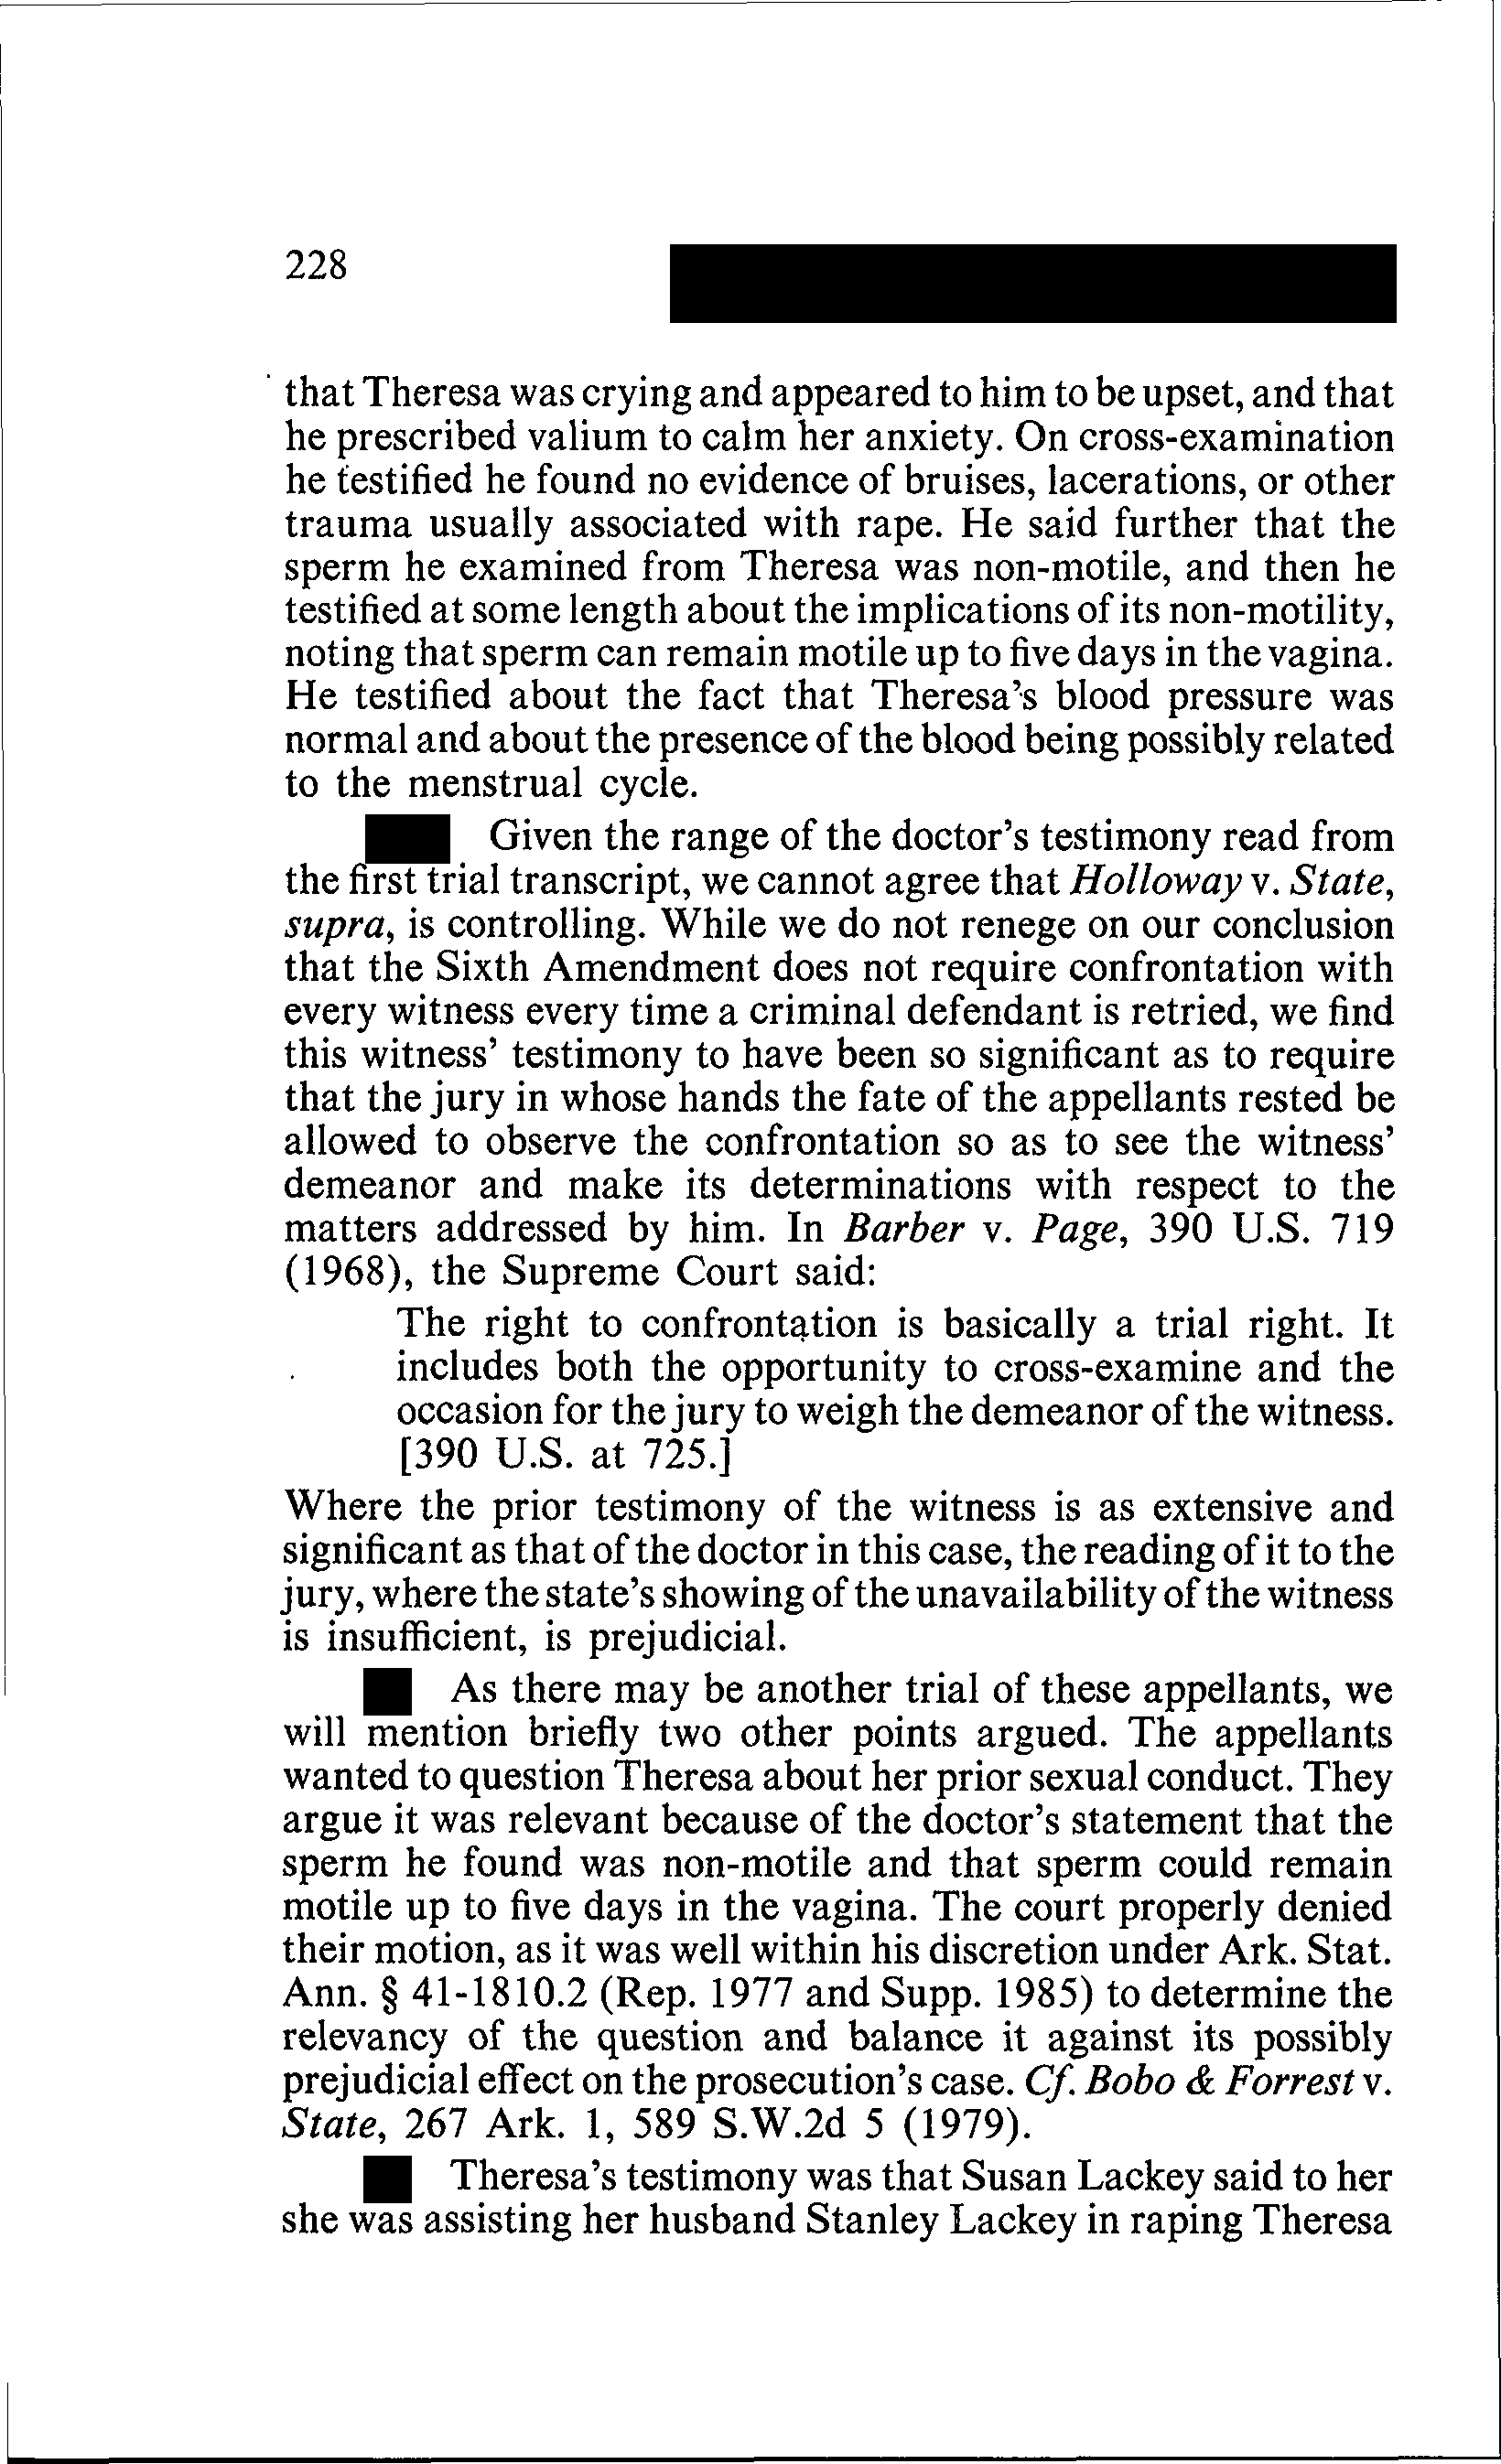 228
that Theresa was crying and appeared to him to be upset, and that
he prescribed valium to calm her anxiety. On cross-examination
he testified he found no evidence of bruises, lacerations, or other
trauma usually associated with rape. He said further that the
sperm he examined from Theresa was non-motile, and then he
testified at some length about the implications of its non-motility,
noting that sperm can remain motile up to five days in the vagina.
He testified about the fact that Theresa's blood pressure was
normal and about the presence of the blood being possibly related
to the menstrual cycle.
Given the range of the doctor's testimony read from
the first trial transcript, we cannot agree that Holloway v. State,
supra, is controlling. While we do not renege on our conclusion
that the Sixth Amendment does not require confrontation with
every witness every time a criminal defendant is retried, we find
this witness' testimony to have been so significant as to require
that the jury in whose hands the fate of the appellants rested be
allowed to observe the confrontation so as to see the witness'
demeanor and make its determinations with respect to the
matters addressed by him. In Barber v. Page, 390 U.S. 719
(1968), the Supreme Court said:
The right to confrontation is basically a trial right. It
includes both the opportunity to cross-examine and the
occasion for the jury to weigh the demeanor of the witness.
[390 U.S. at 725.]
Where the prior testimony of the witness is as extensive and
significant as that of the doctor in this case, the reading of it to the
jury, where the state's showing of the unavailability of the witness
is insufficient, is prejudicial.
As there may be another trial of these appellants, we
will mention briefly two other points argued. The appellants
wanted to question Theresa about her prior sexual conduct. They
argue it was relevant because of the doctor's statement that the
sperm he found was non-motile and that sperm could remain
motile up to five days in the vagina. The court properly denied
their motion, as it was well within his discretion under Ark. Stat.
Ann. § 41-1810.2 (Rep. 1977 and Supp. 1985) to determine the
relevancy of the question and balance it against its possibly
prejudicial effect on the prosecution's case. Cf. Bobo & Forrest v.
State, 267 Ark. 1, 589 S.W.2d 5 (1979).
Theresa's testimony was that Susan Lackey said to her
she was assisting her husband Stanley Lackey in raping Theresa